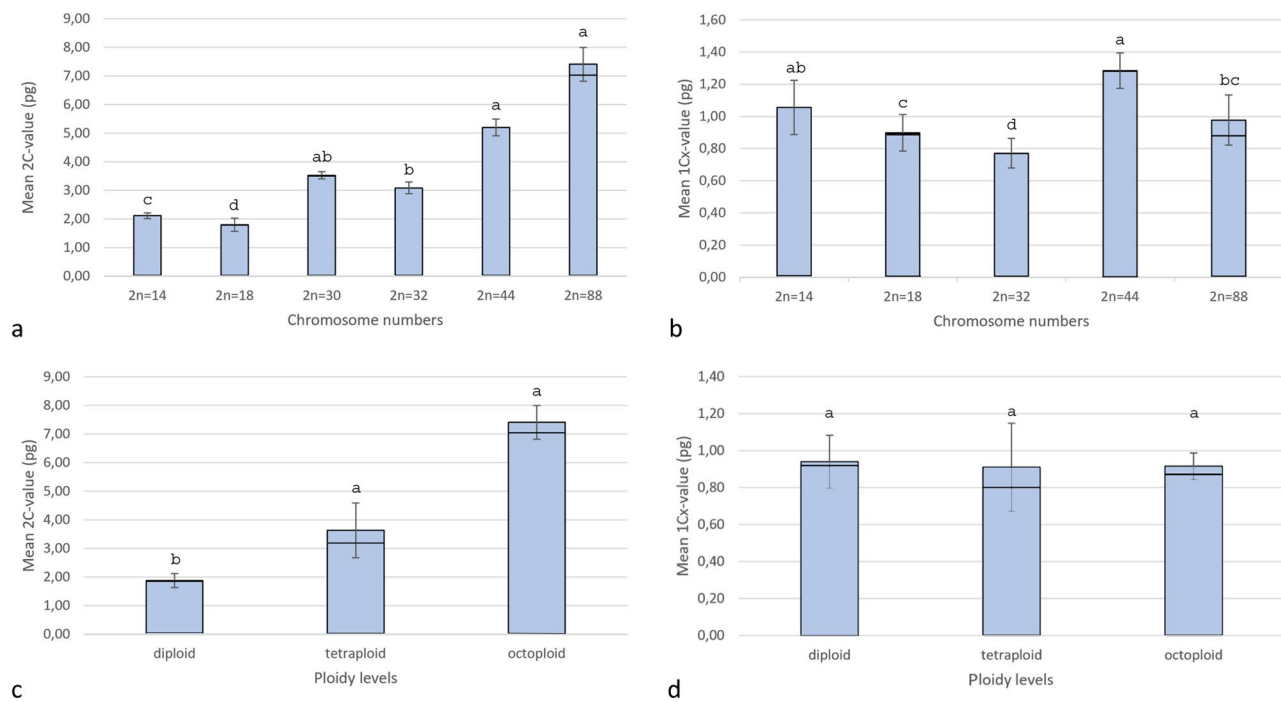 9,00
8,00
7,00
6,00
5,00
4,00
3,00
2,00
1,00
0,00
Mean 2C-value (pg)
c
d
ab
b
a
a
2n=14 2n=18 2n=30 2n=32 2n=44 2n=88
Chromosome numbers
a
1,60
1,40
1,20
1,00
0,80
0,60
0,40
0,20
0,00
Mean 1Cx-value (pg)
ab
c
d
a
bc
2n=14 2n=18 2n=32 2n=44 2n=88
Chromosome numbers
b
9,00
8,00
7,00
6,00
5,00
4,00
3,00
2,00
1,00
0,00
Mean 2C-value (pg)
b
a
a
diploid tetraploid octoploid
Ploidy levels
c
1,40
1,20
1,00
0,80
0,60
0,40
0,20
0,00
Mean 1Cx-value (pg)
a a a
diploid tetraploid octoploid
Ploidy levels
d